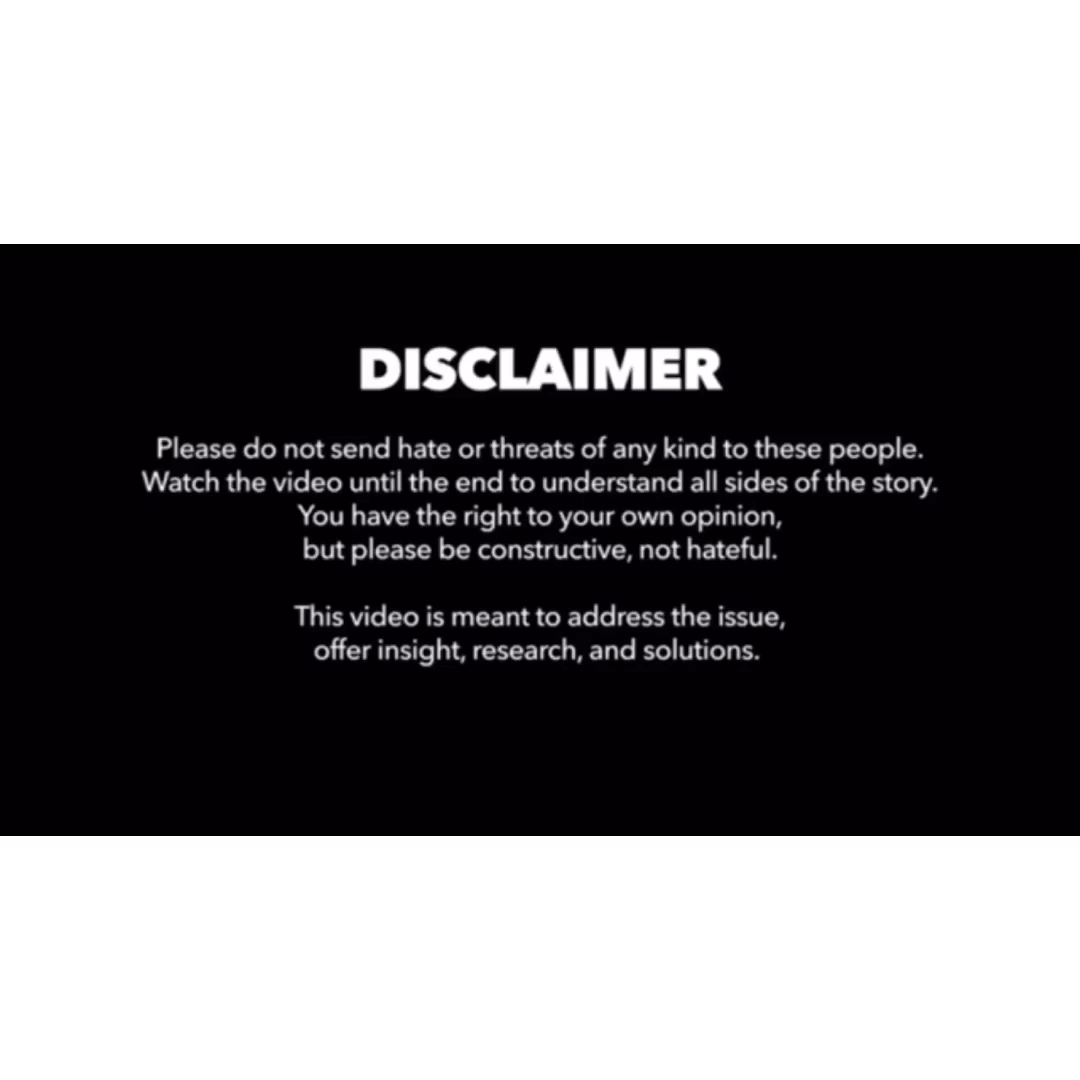 DISCLAIMER
Please do not send hate or threats of any kind to these people.
Watch the video until the end to understand all sides of the story.
You have the right to your own opinion,
but please be constructive, not hateful.
This video is meant to address the issue,
offer insight, research, and solutions.